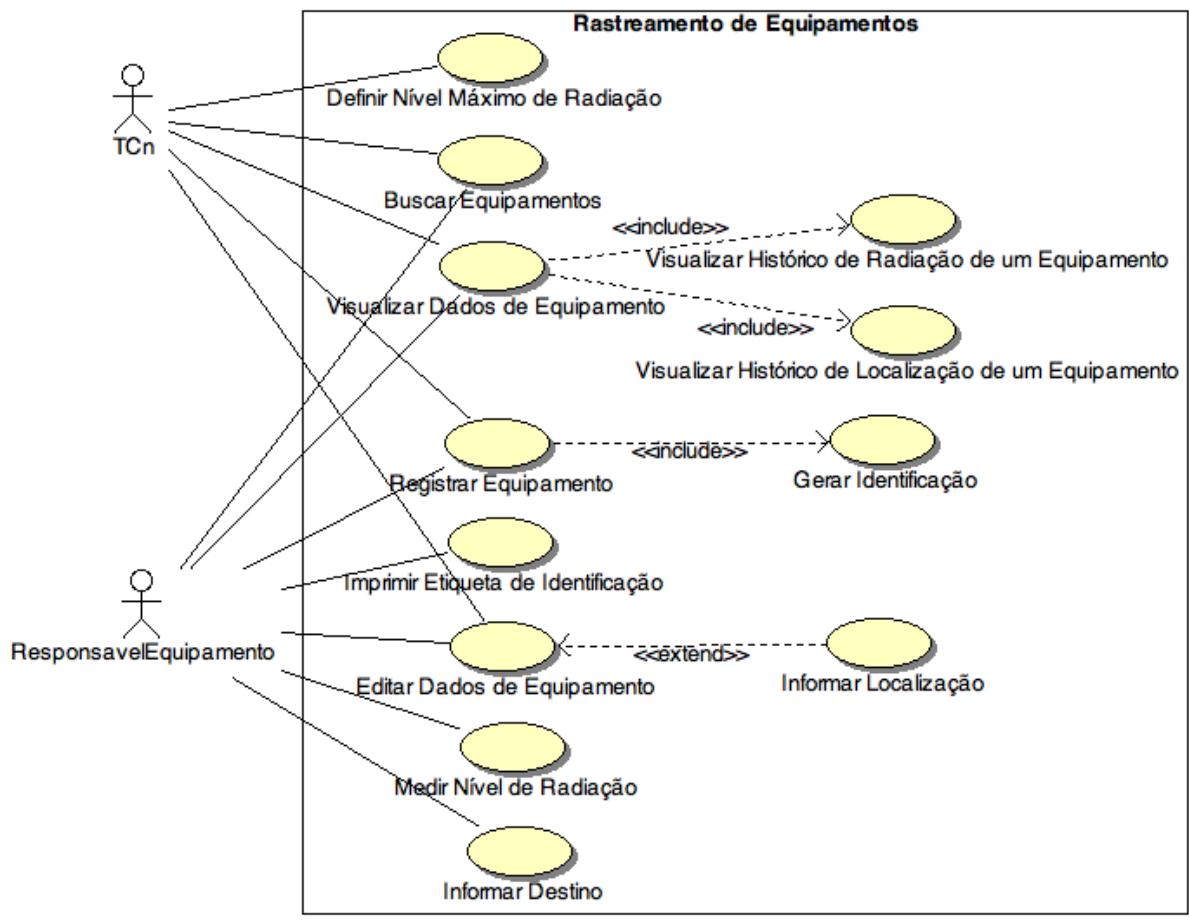 Rastreamento de Equipamentos
TCn
Definir Nível Máximo de Radiação
Buscar Equipamentos
Visualizar Dados de Equipamento
<<include>>
Visualizar Histórico de Radiação de um Equipamento
<<include>>
Visualizar Histórico de Localização de um Equipamento
Registrar Equipamento
<<include>>
Gerar Identificação
Imprimir Etiqueta de Identificação
ResponsavelEquipamento
Editar Dados de Equipamento
<<extend>>
Informar Localização
Medir Nível de Radiação
Informar Destino